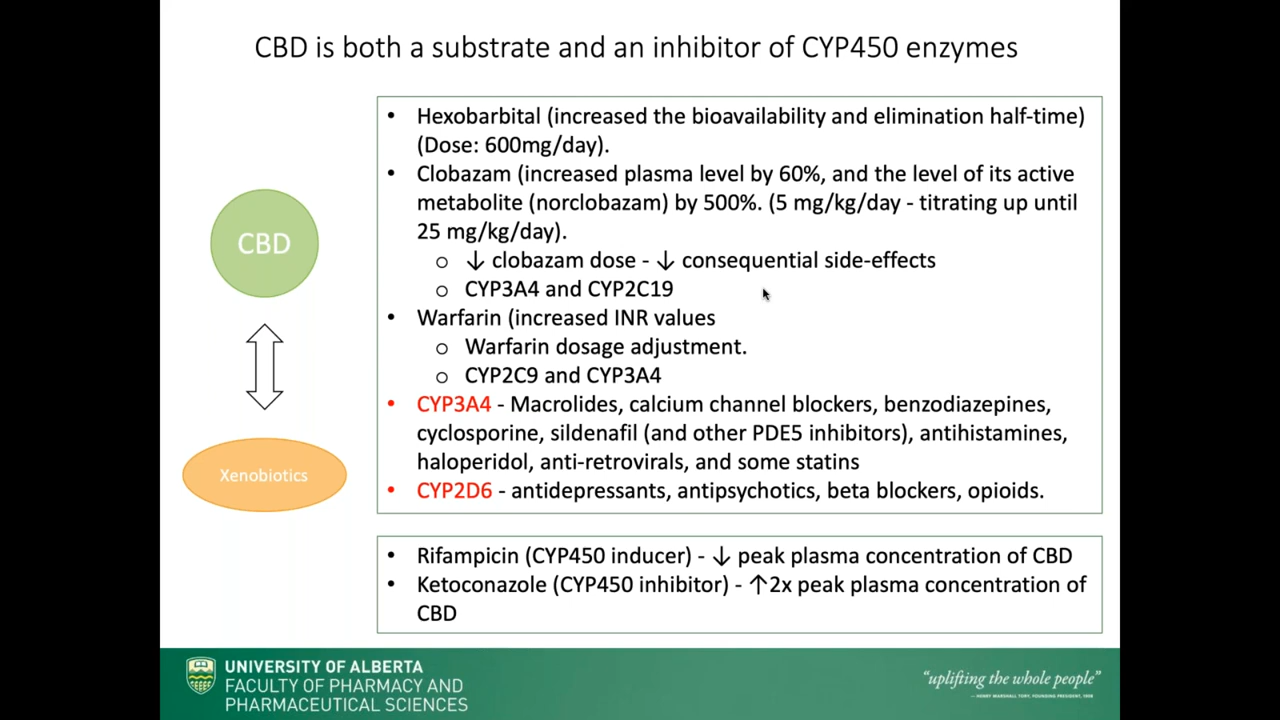 CBD is both a substrate and an inhibitor of CYP450 enzymes
CBD
Xenobiotics
• Hexobarbital (increased the bioavailability and elimination half-time)
(Dose: 600mg/day).
• Clobazam (increased plasma level by 60%, and the level of its active
metabolite (norclobazam) by 500%. (5 mg/kg/day - titrating up until
25 mg/kg/day).
o ↓ clobazam dose - ↓ consequential side-effects
o CYP3A4 and CYP2C19
• Warfarin (increased INR values
o Warfarin dosage adjustment.
o CYP2C9 and CYP3A4
• CYP3A4 - Macrolides, calcium channel blockers, benzodiazepines,
cyclosporine, sildenafil (and other PDE5 inhibitors), antihistamines,
haloperidol, anti-retrovirals, and some statins
• CYP2D6 - antidepressants, antipsychotics, beta blockers, opioids.
• Rifampicin (CYP450 inducer) - ↓ peak plasma concentration of CBD
• Ketoconazole (CYP450 inhibitor) - ↑2x peak plasma concentration of
CBD
UNIVERSITY OF ALBERTA
FACULTY OF PHARMACY AND
PHARMACEUTICAL SCIENCES
"uplifting the whole people"
— HENRY MARSHALL TORY, FOUNDING PRESIDENT, 1908